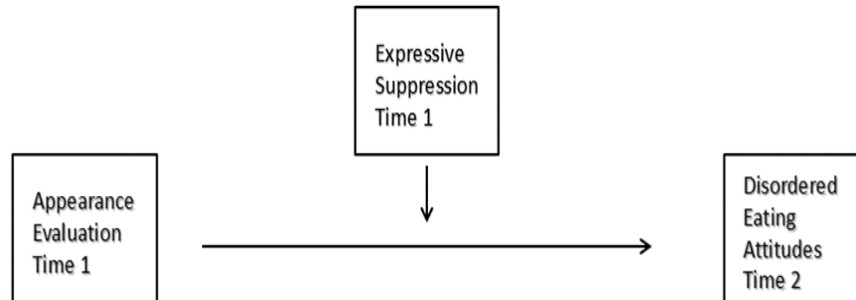 Expressive
Suppression
Time 1
Appearance
Evaluation
Time 1
Disordered
Eating
Attitudes
Time 2